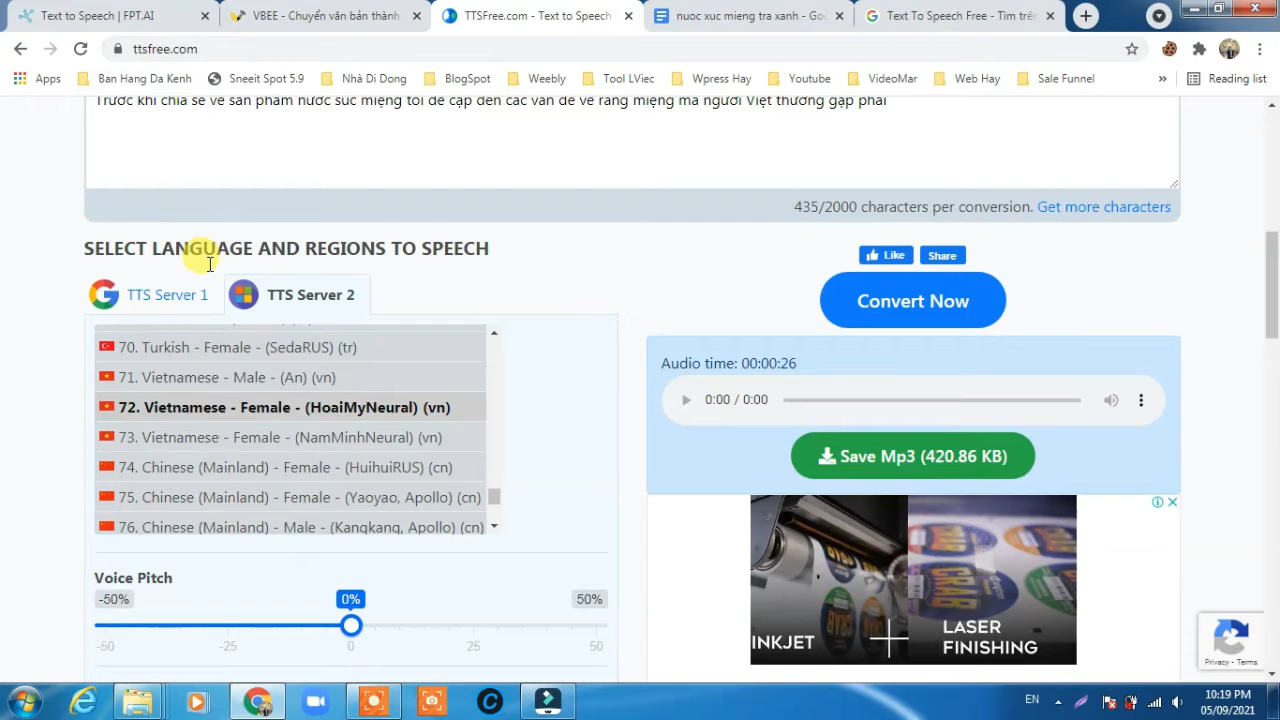 Text to Speech | FPT.AI
VBEE - Chuyển văn bản thành
TTSFree.com - Text to Speech
nuoc xuc mieng tra xanh - Go
Text To Speech Free - Tìm trên
ttsfree.com
Apps
Ban Hang Da Kenh
Sneeit Spot 5.9
Nhà Di Dong
BlogSpot
Weebly
Tool LViec
Wpress Hay
Youtube
VideoMar
Web Hay
Sale Funnel
»
Reading list
Trước khi chia sẻ về sản phẩm nước súc miệng tôi đề cập đến các vấn đề về răng miệng mà người Việt thường gặp phải
435/2000 characters per conversion. Get more characters
SELECT LANGUAGE AND REGIONS TO SPEECH
Like
Share
TTS Server 1
TTS Server 2
Convert Now
70. Turkish - Female - (SedaRUS) (tr)
71. Vietnamese - Male - (An) (vn)
72. Vietnamese - Female - (HoaiMyNeural) (vn)
73. Vietnamese - Female - (NamMinhNeural) (vn)
74. Chinese (Mainland) - Female - (HuihuiRUS) (cn)
75. Chinese (Mainland) - Female - (Yaoyao, Apollo) (cn)
76. Chinese (Mainland) - Male - (Kangkang, Apollo) (cn)
Audio time: 00:00:26
0:00 / 0:00
Save Mp3 (420.86 KB)
INKJET
LASER
FINISHING
Voice Pitch
-50%
0%
50%
-50
-25
0
25
50
Privacy - Terms
EN
10:19 PM
05/09/2021